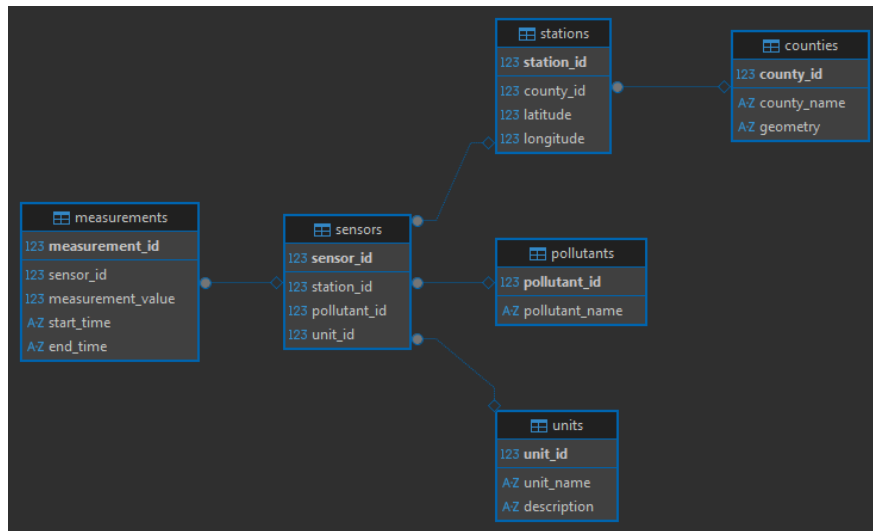 stations
123 station_id
123 county_id
123 latitude
123 longitude
counties
123 county_id
A-Z county_name
A-Z geometry
measurements
123 measurement_id
123 sensor_id
123 measurement_value
A-Z start_time
A-Z end_time
sensors
123 sensor_id
123 station_id
123 pollutant_id
123 unit_id
pollutants
123 pollutant_id
A-Z pollutant_name
units
123 unit_id
A-Z unit_name
A-Z description